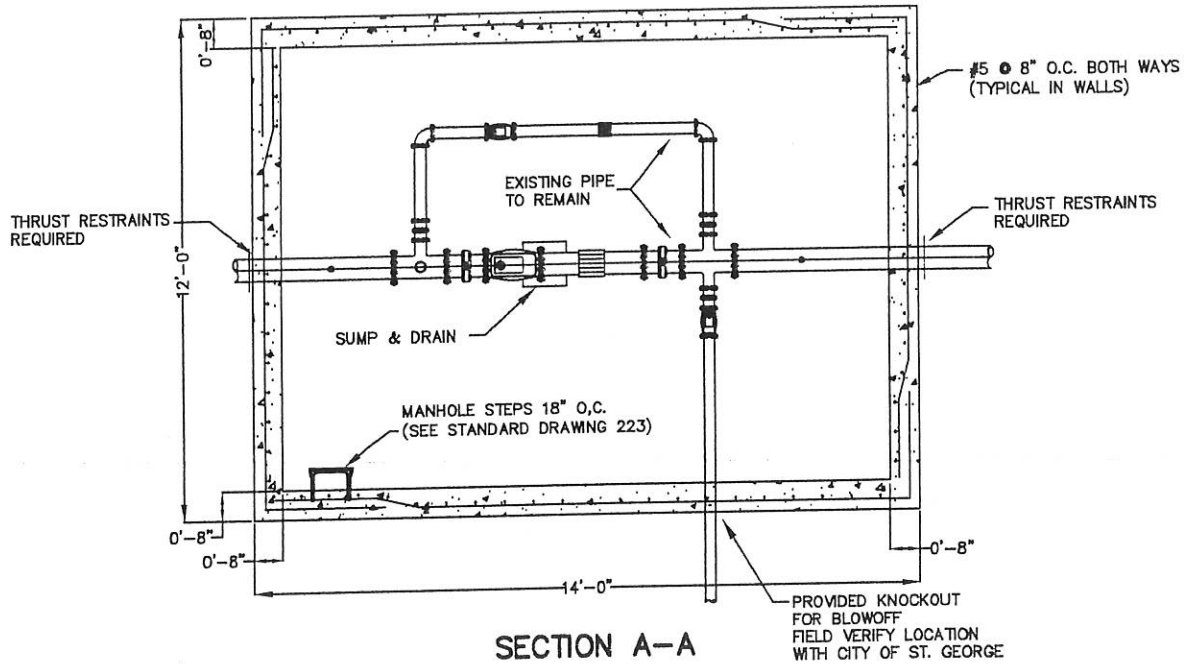 0'-8"
#5 @ 8" O.C. BOTH WAYS
(TYPICAL IN WALLS)
EXISTING PIPE
TO REMAIN
THRUST RESTRAINTS
REQUIRED
THRUST RESTRAINTS
REQUIRED
12'-0"
SUMP & DRAIN
MANHOLE STEPS 18" O,C.
(SEE STANDARD DRAWING 223)
0'-8"
0'-8"
0'-8"
14'-0"
PROVIDED KNOCKOUT
FOR BLOWOFF
FIELD VERIFY LOCATION
WITH CITY OF ST. GEORGE
SECTION A-A